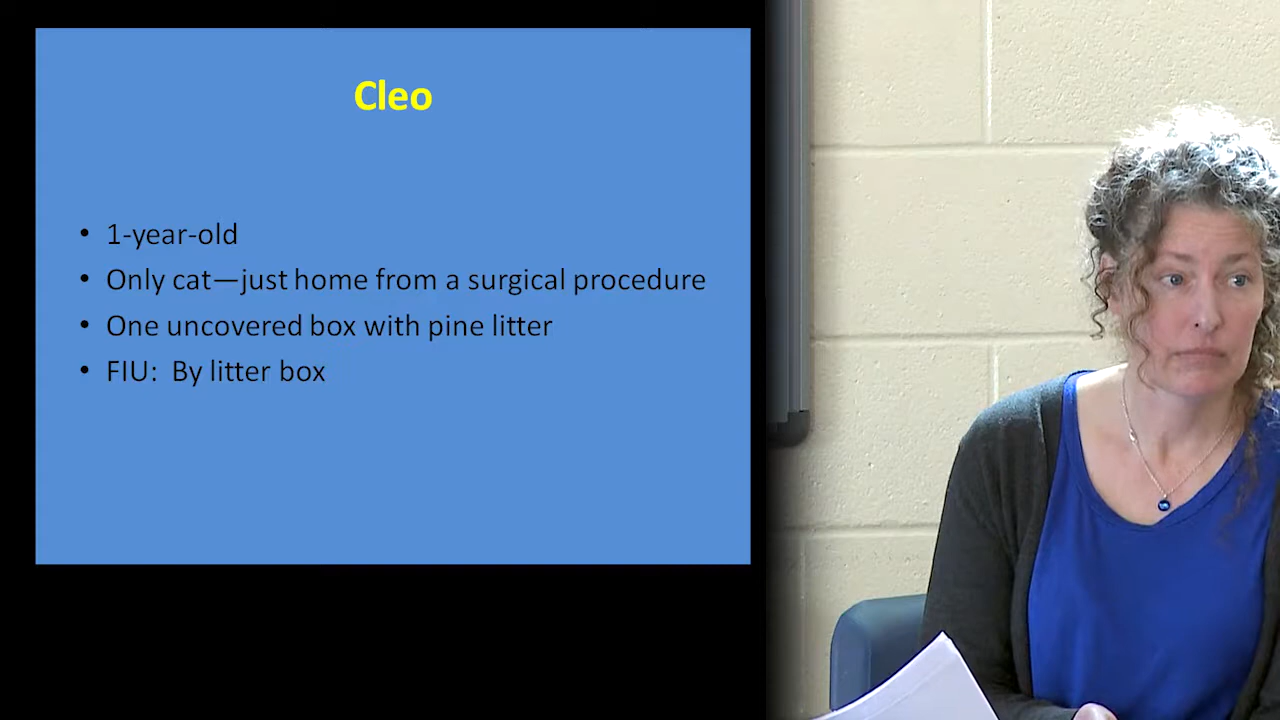 Cleo
• 1-year-old
• Only cat—just home from a surgical procedure
• One uncovered box with pine litter
• FIU: By litter box